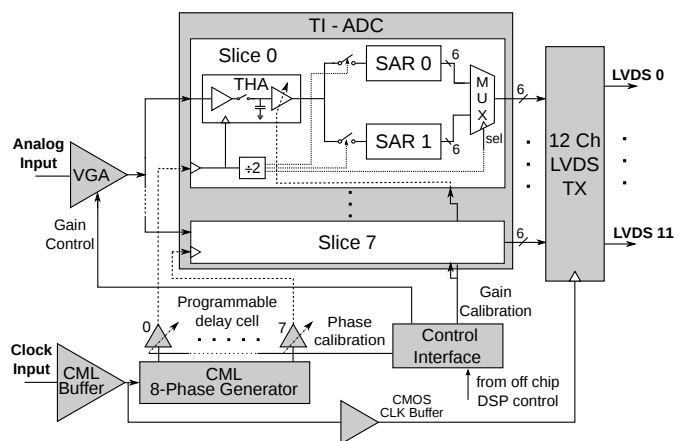 TI - ADC
Slice 0
THA
SAR 0
6
SAR 1
6
M
U
X
sel
÷2
6
LVDS 0
12 Ch
LVDS
TX
Analog
Input
VGA
Gain
Control
Slice 7
6
LVDS 11
0
Programmable
delay cell
7
Phase
calibration
Gain
Calibration
Control
Interface
from off chip
DSP control
Clock
Input
CML
Buffer
CML
8-Phase Generator
CMOS
CLK Buffer